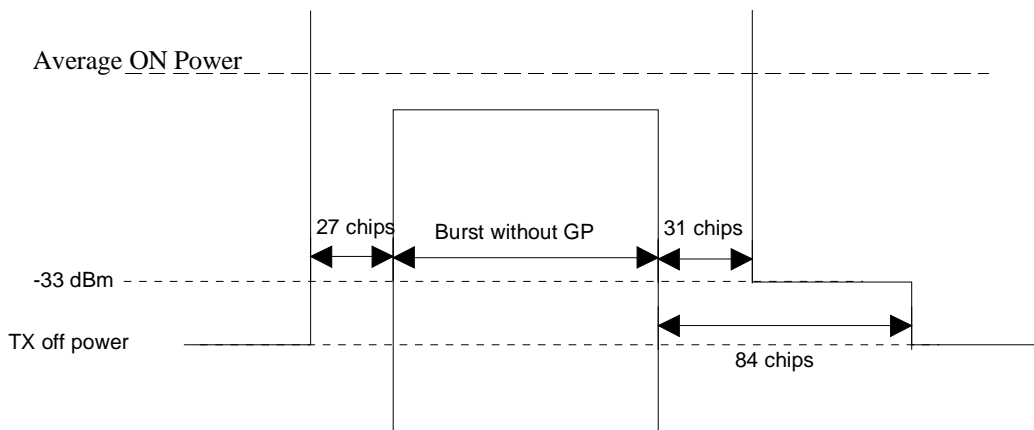 Average ON Power
27 chips
Burst without GP
31 chips
-33 dBm
TX off power
84 chips